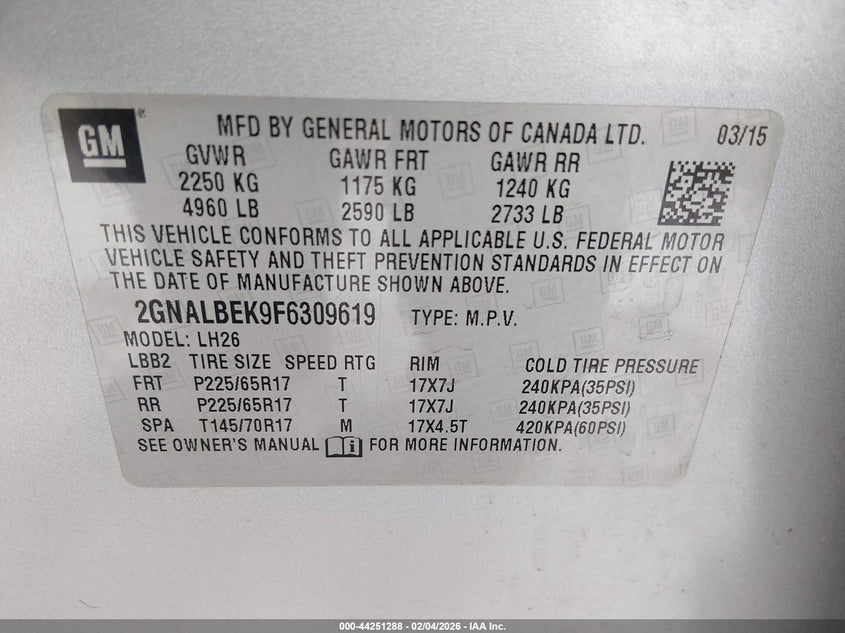 GM ®
MFD BY GENERAL MOTORS OF CANADA LTD. 03/15
GVWR GAWR FRT GAWR RR
2250 KG 1175 KG 1240 KG
4960 LB 2590 LB 2733 LB
THIS VEHICLE CONFORMS TO ALL APPLICABLE U.S. FEDERAL MOTOR
VEHICLE SAFETY AND THEFT PREVENTION STANDARDS IN EFFECT ON
THE DATE OF MANUFACTURE SHOWN ABOVE.
2GNALBEK9F6309619 TYPE: M.P.V.
MODEL: LH26
LBB2 TIRE SIZE SPEED RTG RIM COLD TIRE PRESSURE
FRT P225/65R17 T 17X7J 240KPA(35PSI)
RR P225/65R17 T 17X7J 240KPA(35PSI)
SPA T145/70R17 M 17X4.5T 420KPA(60PSI)
SEE OWNER'S MANUAL i FOR MORE INFORMATION.
000-44251288 - 02/04/2026 - IAA Inc.